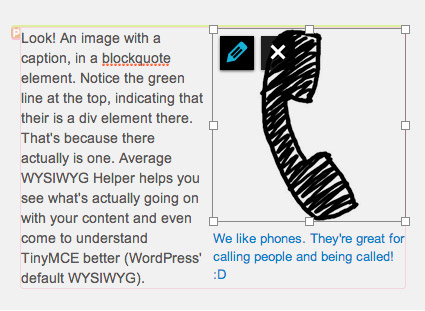 P
Look! An image with a
caption, in a blockquote
element. Notice the green
line at the top, indicating that
their is a div element there.
That's because there
actually is one. Average
WYSIWYG Helper helps you
see what's actually going on
with your content and even
come to understand
TinyMCE better (WordPress'
default WYSIWYG).
We like phones. They're great for
calling people and being called!
:D